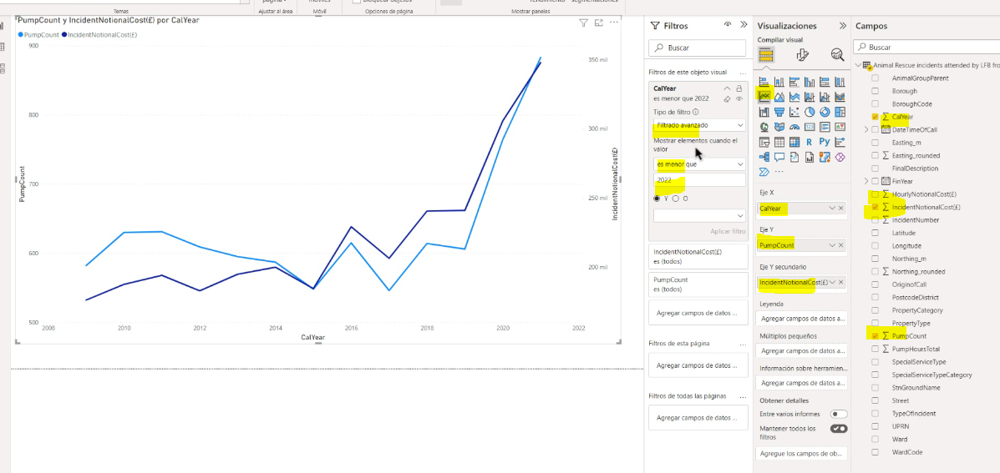 Temas
Ajustar al área
Móvil
Opciones de página
Mostrar paneles
PumpCount y IncidentNotionalCost(£) por CalYear
PumpCount
IncidentNotionalCost(£)
900
800
700
600
500
PumpCount
350 mil
300 mil
250 mil
200 mil
IncidentNotionalCost(£)
2008
2010
2012
2014
2016
2018
2020
2022
CalYear
Filtros
Buscar
Filtros de este objeto visual
...
CalYear
es menor que 2022
Tipo de filtro
Filtrado avanzado
Mostrar elementos cuando el
valor
es menor que
2022
Y
O
Aplicar filtro
IncidentNotionalCost(£)
es (todos)
PumpCount
es (todos)
Agregar campos de datos ...
Filtros de esta página
...
Agregar campos de datos ...
Filtros de todas las páginas
...
Agregar campos de datos ...
Visualizaciones
Compilar visual
R
Py
...
Eje X
CalYear
Eje Y
PumpCount
Eje Y secundario
IncidentNotionalCost(£)
Leyenda
Agregar campos de datos a...
Múltiplos pequeños
Agregar campos de datos a...
Información sobre herramien...
Agregar campos de datos a...
Obtener detalles
Entre varios informes
Mantener todos los
filtros
Agregue los campos de ob...
Campos
Buscar
Animal Rescue incidents attended by LFB fro
AnimalGroupParent
Borough
BoroughCode
CalYear
DateTimeOfCall
Easting_m
Easting_rounded
FinalDescription
FinYear
HourlyNotionalCost(£)
IncidentNotionalCost(£)
IncidentNumber
Latitude
Longitude
Northing_m
Northing_rounded
OriginofCall
PostcodeDistrict
PropertyCategory
PropertyType
PumpCount
PumpHoursTotal
SpecialServiceType
SpecialServiceTypeCategory
StnGroundName
Street
TypeOfIncident
UPRN
Ward
WardCode